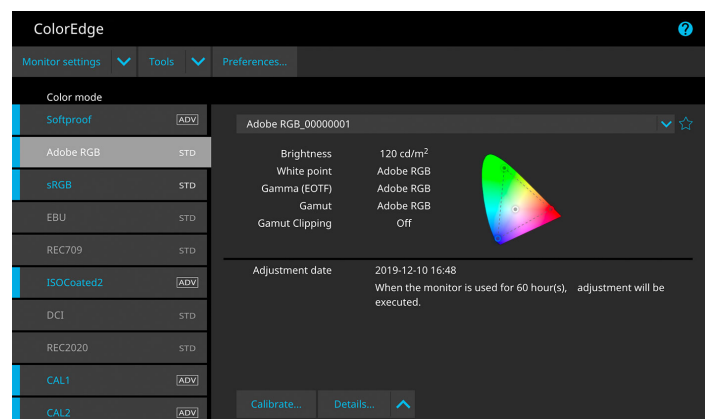 ColorEdge
?
Monitor settings Tools Preferences...
Color mode
Softproof ADV
Adobe RGB STD
sRGB STD
EBU STD
REC709 STD
ISOCoated2 ADV
DCI STD
REC2020 STD
CAL1 ADV
CAL2 ADV
Adobe RGB_00000001
Brightness 120 cd/m²
White point Adobe RGB
Gamma (EOTF) Adobe RGB
Gamut Adobe RGB
Gamut Clipping Off
Adjustment date 2019-12-10 16:48
When the monitor is used for 60 hour(s), adjustment will be
executed.
Calibrate... Details...